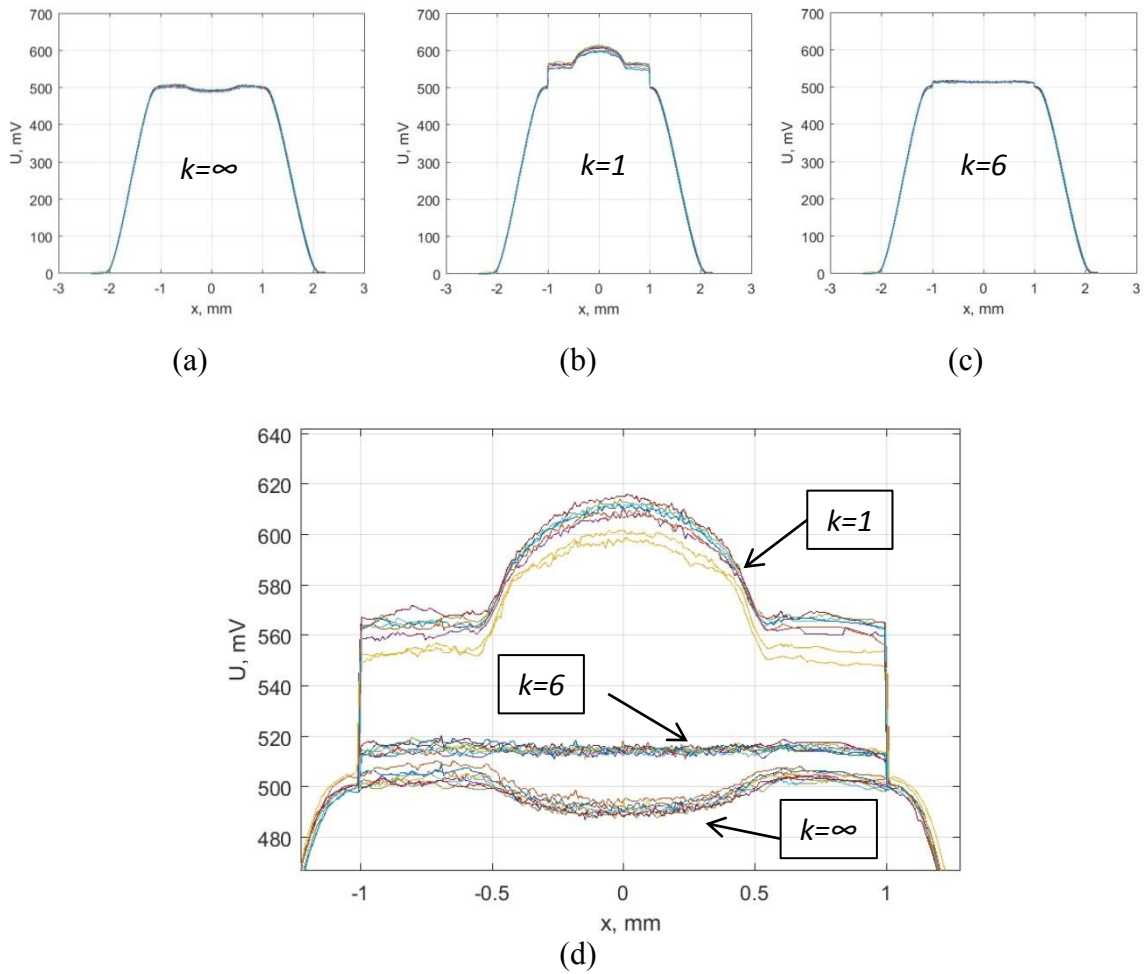 700
600
500
400
300
200
100
0
U, mV
k=∞
-3 -2 -1 0 1 2 3
x, mm
(a)
700
600
500
400
300
200
100
0
U, mV
k=1
-3 -2 -1 0 1 2 3
x, mm
(b)
700
600
500
400
300
200
100
0
U, mV
k=6
-3 -2 -1 0 1 2 3
x, mm
(c)
640
620
600
580
560
540
520
500
480
U, mV
k=1
k=6
k=∞
-1 -0.5 0 0.5 1
x, mm
(d)